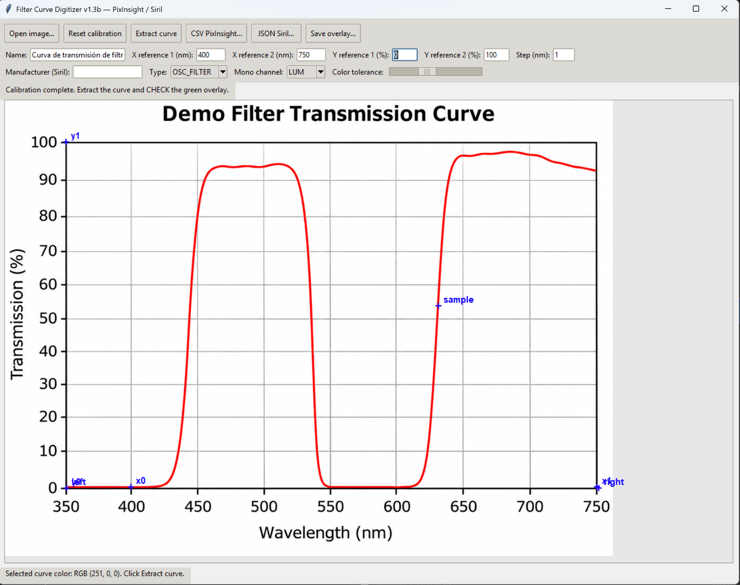 Filter Curve Digitizer v1.3b — PixInsight / Siril
Open image... Reset calibration Extract curve CSV PixInsight... JSON Siril... Save overlay...
Name: Curva de transmisión de filtr X reference 1 (nm): 400 X reference 2 (nm): 750 Y reference 1 (%): 0 Y reference 2 (%): 100 Step (nm): 1
Manufacturer (Siril): Type: OSC_FILTER Mono channel: LUM Color tolerance:
Calibration complete. Extract the curve and CHECK the green overlay.
Demo Filter Transmission Curve
y1
100
90
80
70
60
50
40
30
20
10
0
Transmission (%)
sample
left
x0
right
350 400 450 500 550 600 650 700 750
Wavelength (nm)
Selected curve color: RGB (251, 0, 0). Click Extract curve.